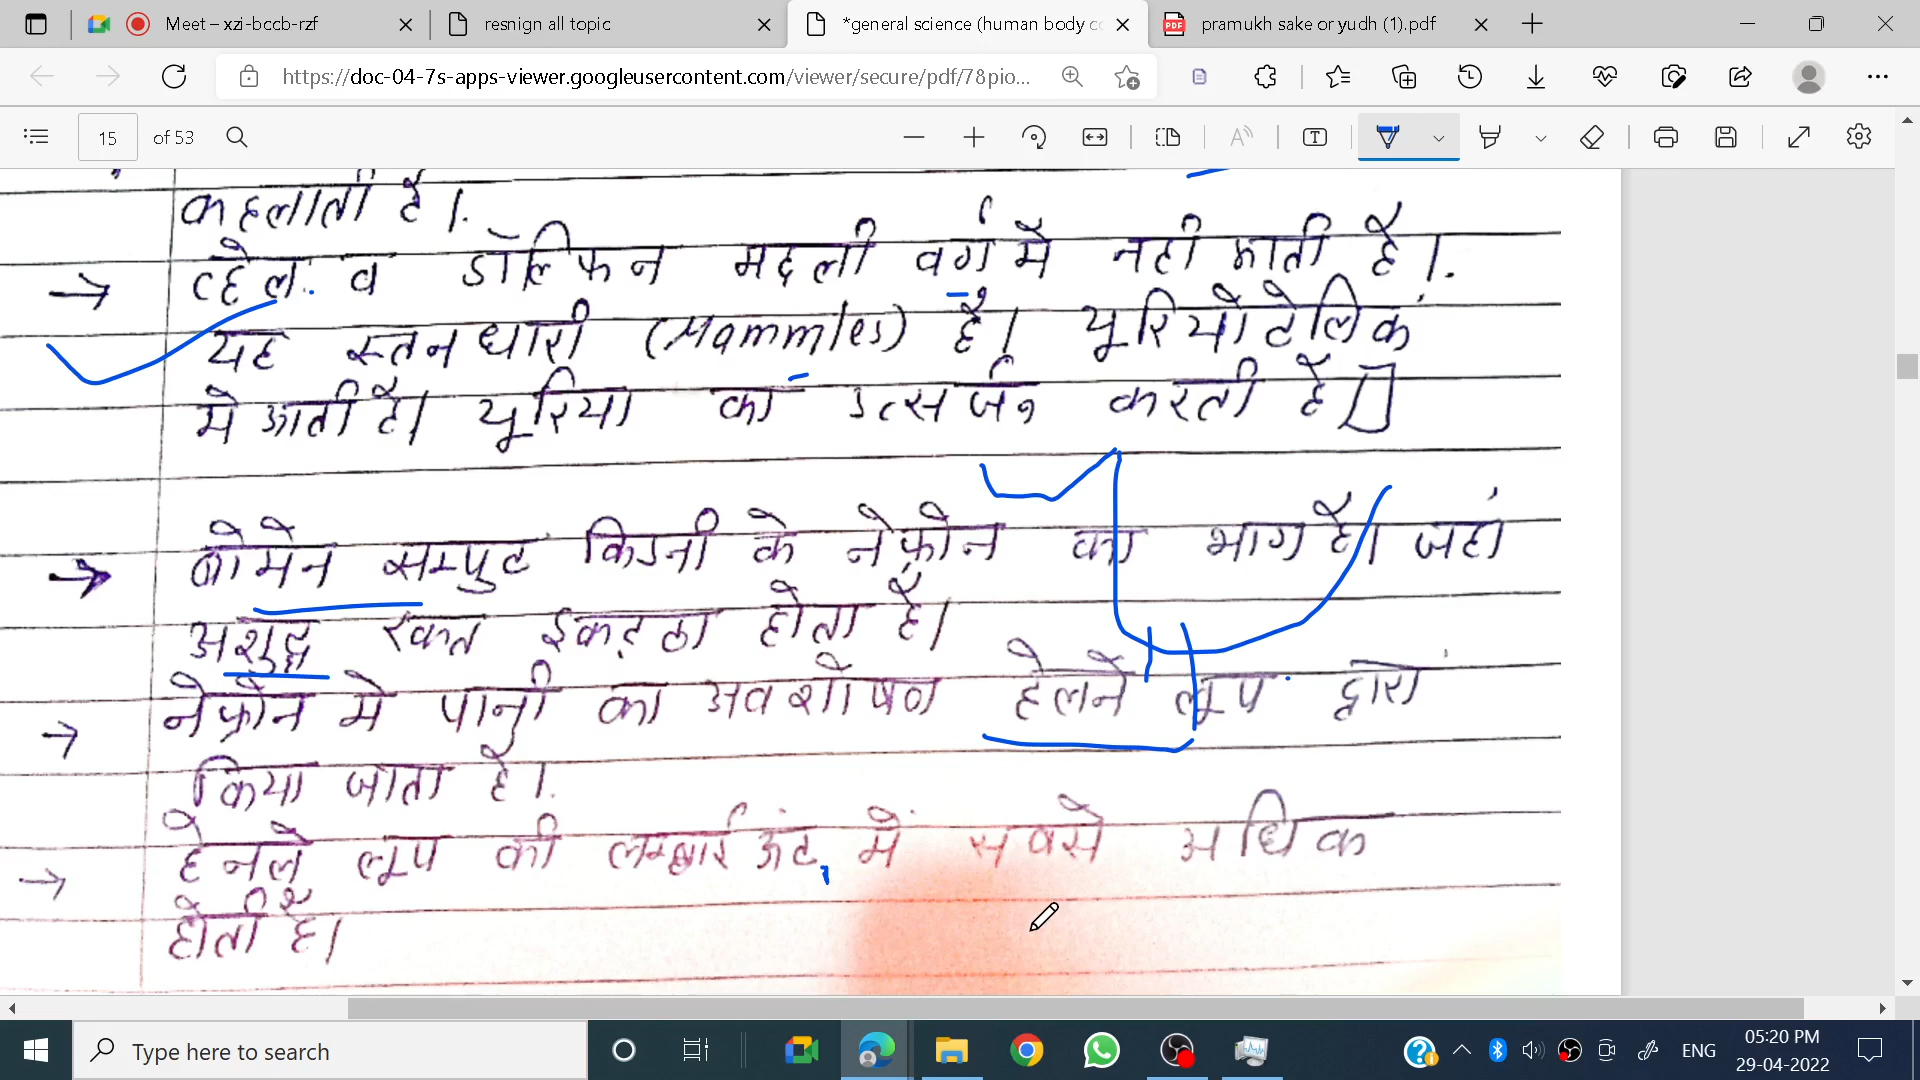 Meet – xzi-bccb-rzf
resnign all topic
*general science (human body co
pramukh sake or yudh (1).pdf
https://doc-04-7s-apps-viewer.googleusercontent.com/viewer/secure/pdf/78pio...
15 of 53
कहलाती है।
व्हेल व डॉल्फिन मछली वर्ग मे नही आती है।
यह स्तनधारी (Mammles) है। यूरियोटेलिक
मे आती है। यूरिया का उत्सर्जन करती है।
बोमेन सम्पुट किडनी के नेफ्रोन का भाग है। जहां
अशुद्ध रक्त इकट्ठा होता है।
नेफ्रोन मे पानी का अवशोषण हेलने लूप द्वारा
किया जाता है।
हेनले लूप की लम्बाई ऊंट में सबसे अधिक
होती है।
Type here to search
ENG
05:20 PM
29-04-2022